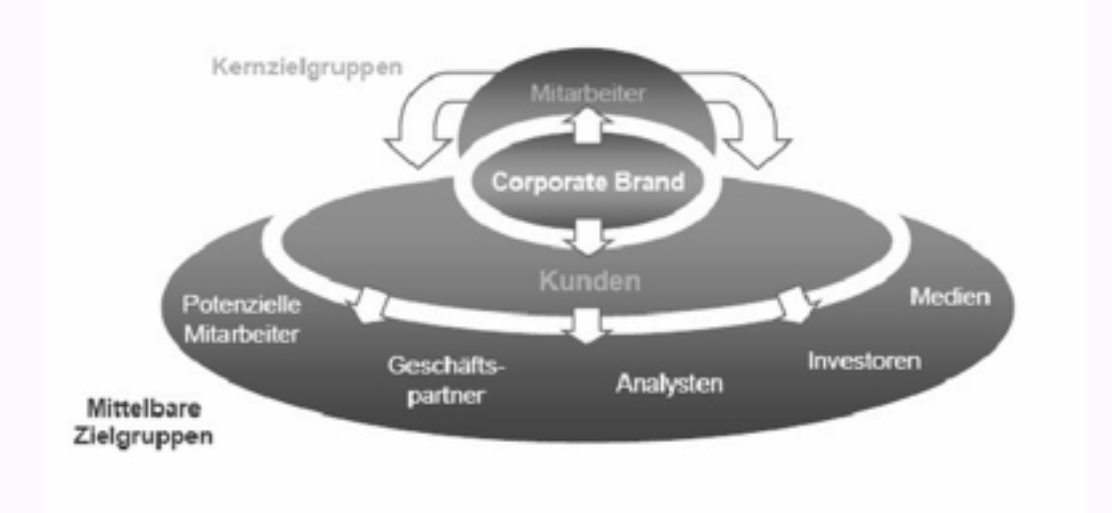 Kernzielgruppen
Mitarbeiter
Corporate Brand
Kunden
Potenzielle
Mitarbeiter
Geschäfts-
partner
Analysten
Investoren
Medien
Mittelbare
Zielgruppen